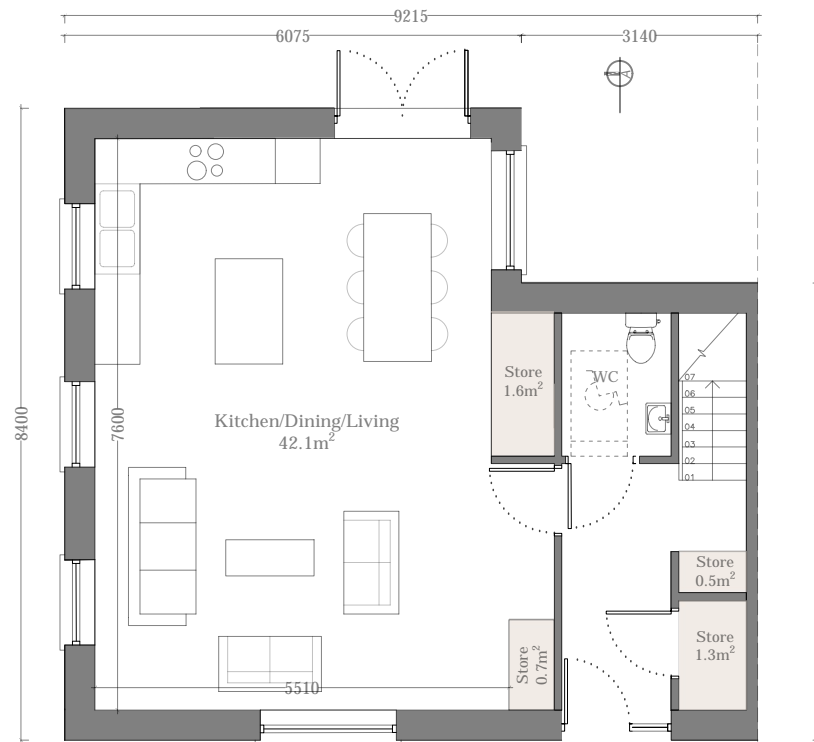 9215
6075
3140
8400
7600
Store
1.6m²
WC
07
06
05
04
03
02
01
Kitchen/Dining/Living
42.1m²
Store
0.5m²
Store
1.3m²
Store
0.7m²
5510